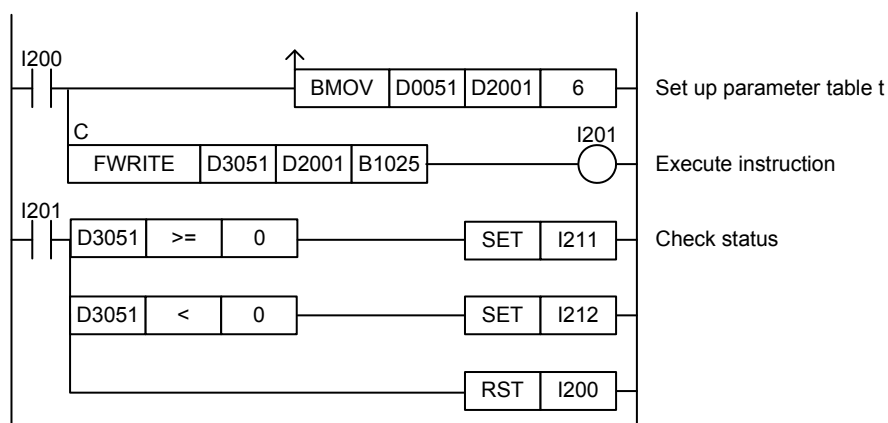 I200
BMOV D0051 D2001 6 Set up parameter table t
C I201
FWRITE D3051 D2001 B1025 Execute instruction
I201
D3051 >= 0 SET I211 Check status
D3051 < 0 SET I212
RST I200